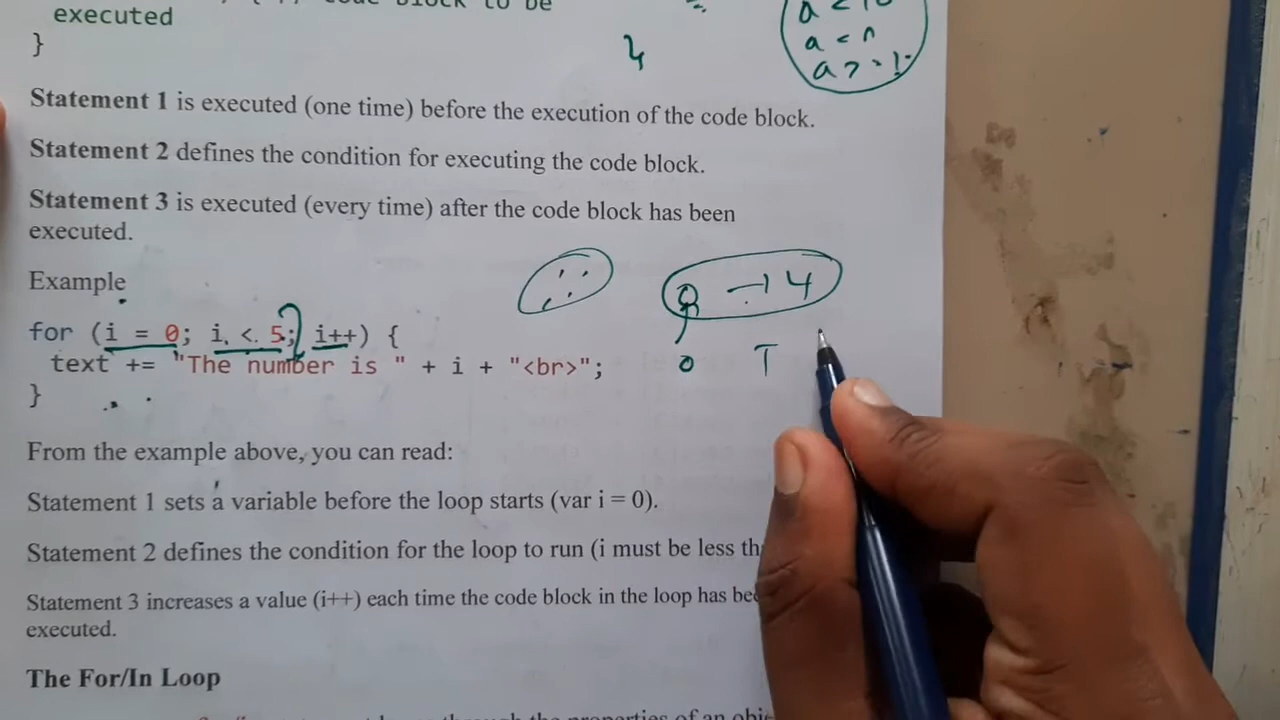 executed
}
a < n
Statement 1 is executed (one time) before the execution of the code block.
Statement 2 defines the condition for executing the code block.
Statement 3 is executed (every time) after the code block has been
executed.
Example
for (i = 0; i < 5; i++) {
text += "The number is " + i + "<br>";
}
4
0 T
From the example above, you can read:
Statement 1 sets a variable before the loop starts (var i = 0).
Statement 2 defines the condition for the loop to run (i must be less
Statement 3 increases a value (i++) each time the code block in the loop has
executed.
The For/In Loop